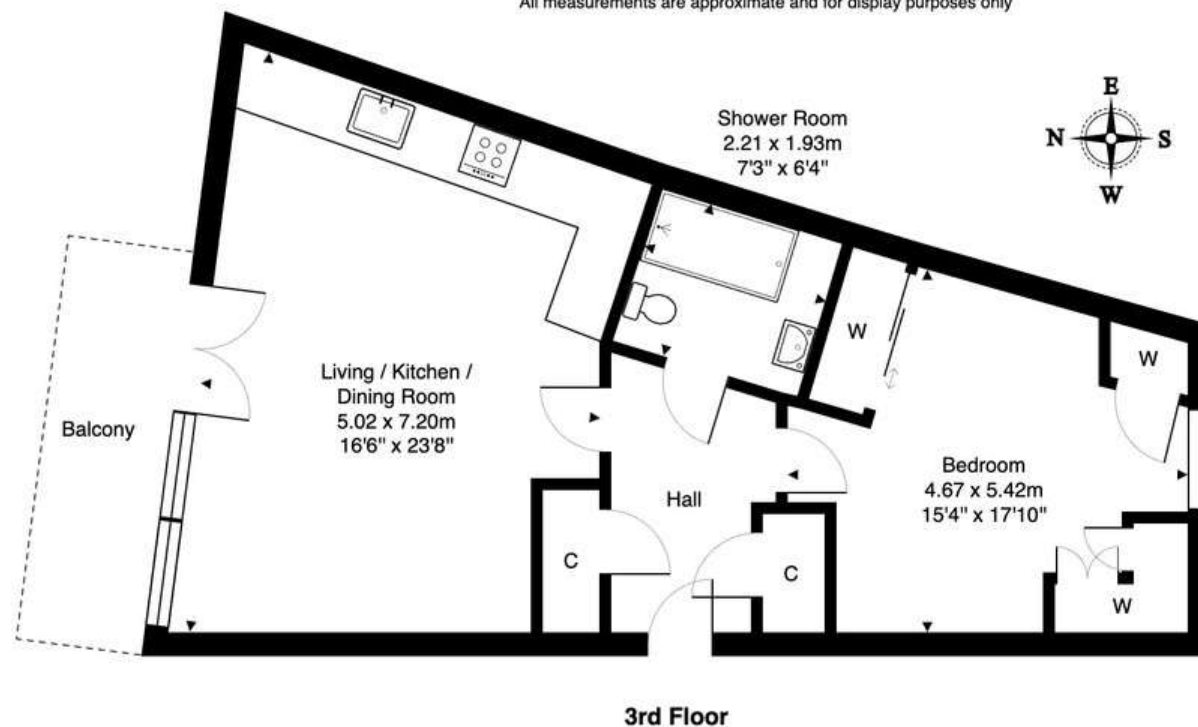 All measurements are approximate and for display purposes only
E
N
S
W
Shower Room
2.21 x 1.93m
7'3" x 6'4"
Living / Kitchen /
Dining Room
5.02 x 7.20m
16'6" x 23'8"
Balcony
W
W
Bedroom
4.67 x 5.42m
15'4" x 17'10"
Hall
C
C
W
3rd Floor